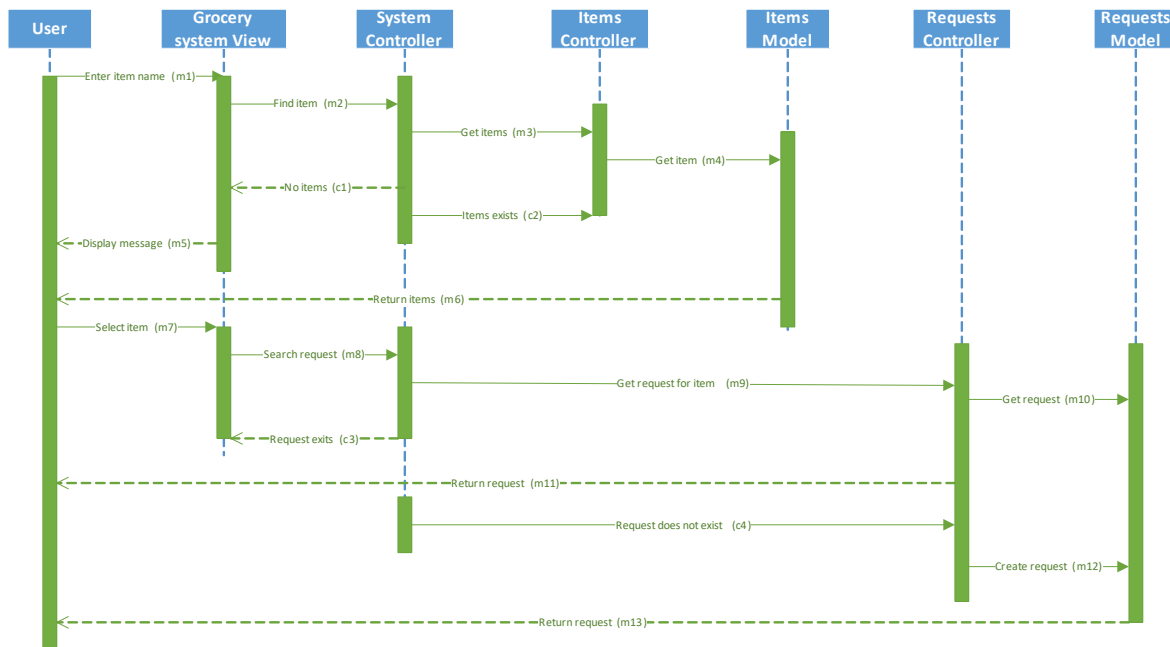 User
Grocery
system View
System
Controller
Items
Controller
Items
Model
Requests
Controller
Requests
Model
Enter item name (m1)
Find item (m2)
Get items (m3)
Get item (m4)
No items (c1)
Items exists (c2)
Display message (m5)
Return items (m6)
Select item (m7)
Search request (m8)
Get request for item (m9)
Get request (m10)
Request exits (c3)
Return request (m11)
Request does not exist (c4)
Create request (m12)
Return request (m13)